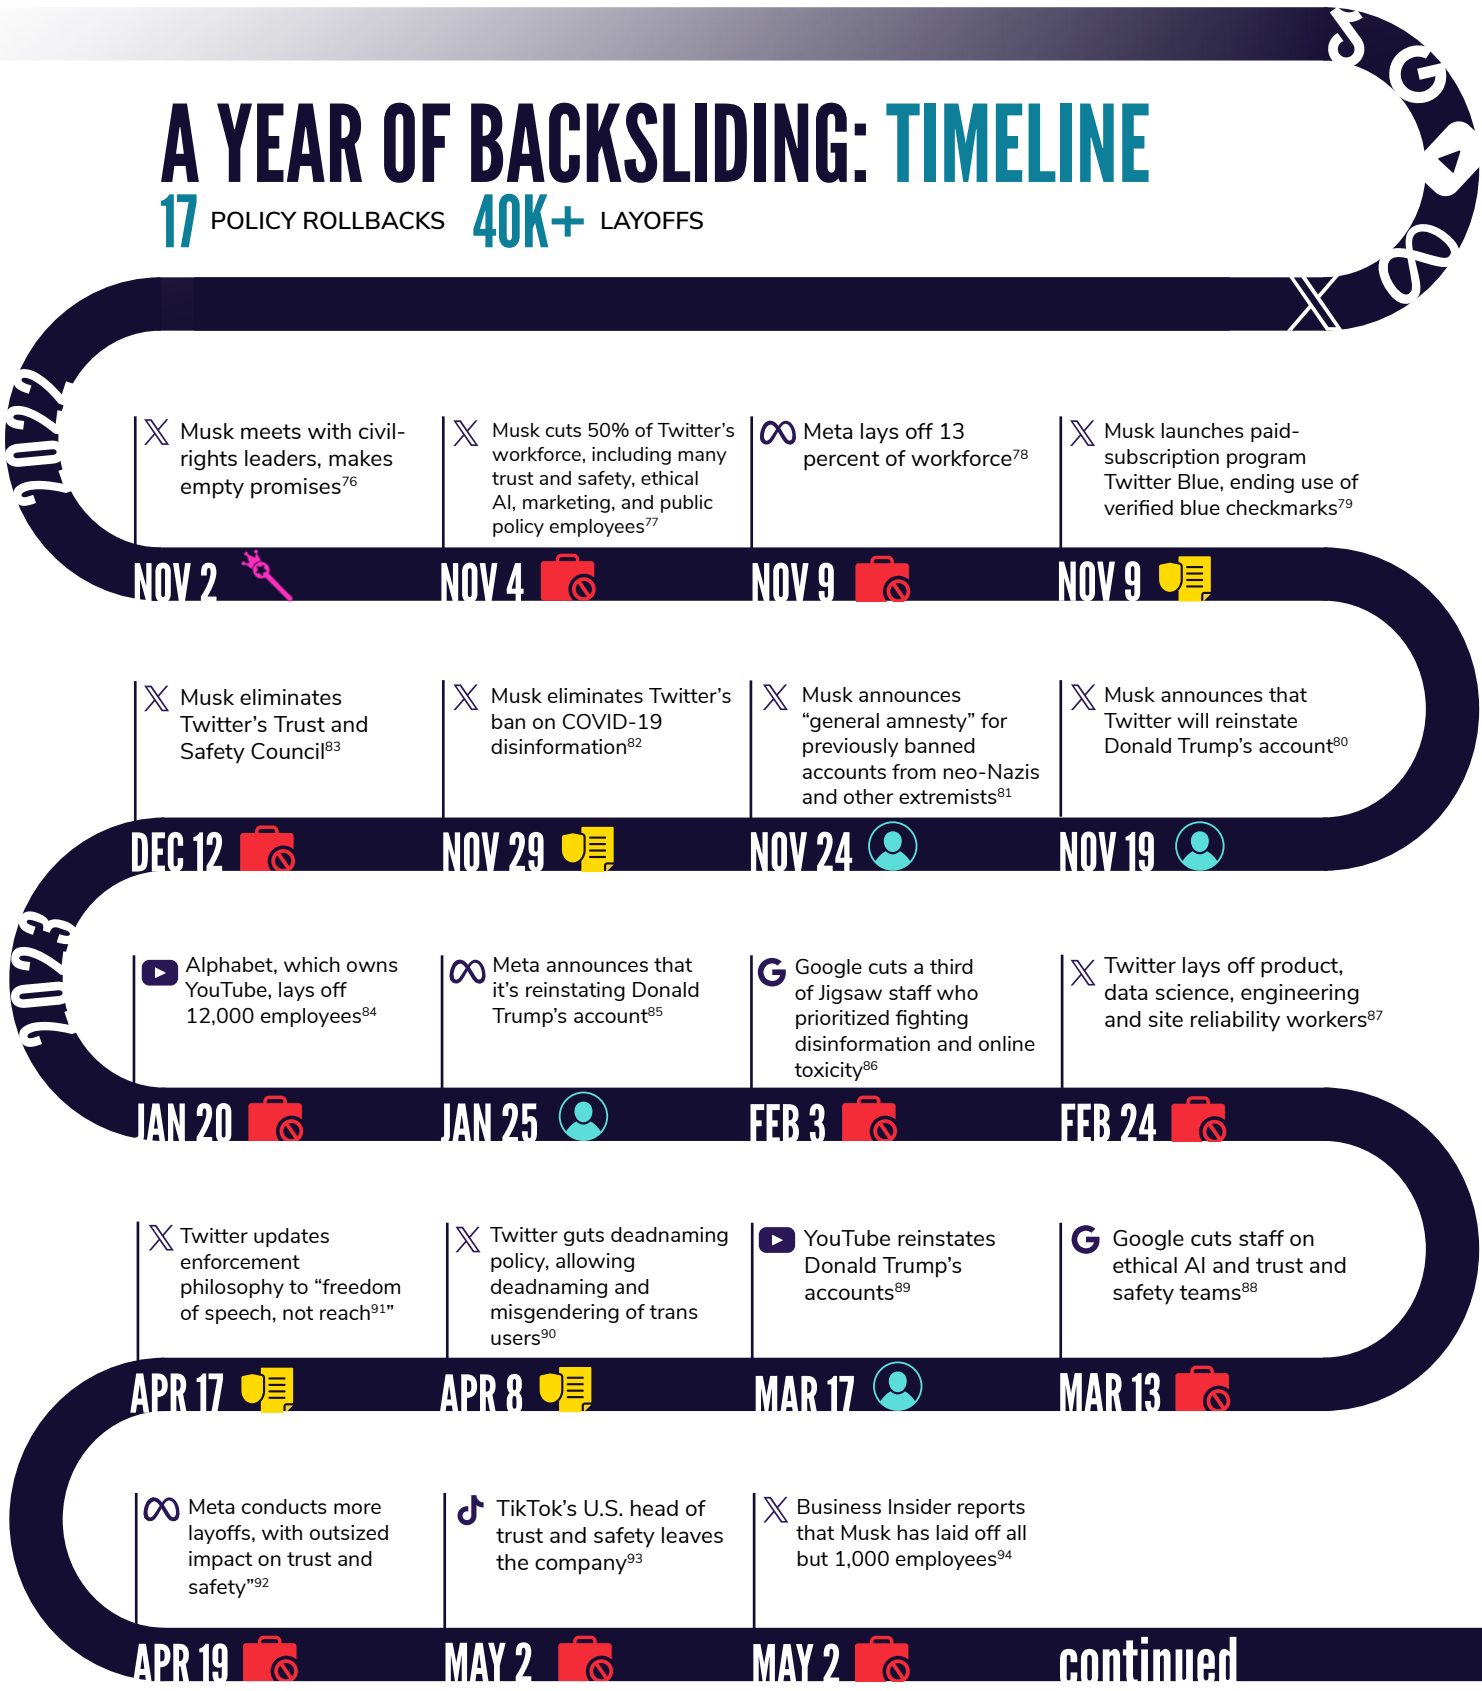 A YEAR OF BACKSLIDING: TIMELINE
17 POLICY ROLLBACKS 40K+ LAYOFFS
2022
Musk meets with civil-
rights leaders, makes
empty promises76
NOV 2
Musk cuts 50% of Twitter’s
workforce, including many
trust and safety, ethical
AI, marketing, and public
policy employees77
NOV 4
Meta lays off 13
percent of workforce78
NOV 9
Musk launches paid-
subscription program
Twitter Blue, ending use of
verified blue checkmarks79
NOV 9
Musk announces that
Twitter will reinstate
Donald Trump’s account80
NOV 19
Musk announces
“general amnesty” for
previously banned
accounts from neo-Nazis
and other extremists81
NOV 24
Musk eliminates Twitter’s
ban on COVID-19
disinformation82
NOV 29
Musk eliminates
Twitter’s Trust and
Safety Council83
DEC 12
2023
Alphabet, which owns
YouTube, lays off
12,000 employees84
JAN 20
Meta announces that
it’s reinstating Donald
Trump’s account85
JAN 25
Google cuts a third
of Jigsaw staff who
prioritized fighting
disinformation and online
toxicity86
FEB 3
Twitter lays off product,
data science, engineering
and site reliability workers87
FEB 24
Google cuts staff on
ethical AI and trust and
safety teams88
MAR 13
YouTube reinstates
Donald Trump’s
accounts89
MAR 17
Twitter guts deadnaming
policy, allowing
deadnaming and
misgendering of trans
users90
APR 8
Twitter updates
enforcement
philosophy to “freedom
of speech, not reach91”
APR 17
Meta conducts more
layoffs, with outsized
impact on trust and
safety”92
APR 19
TikTok’s U.S. head of
trust and safety leaves
the company93
MAY 2
Business Insider reports
that Musk has laid off all
but 1,000 employees94
MAY 2
continued